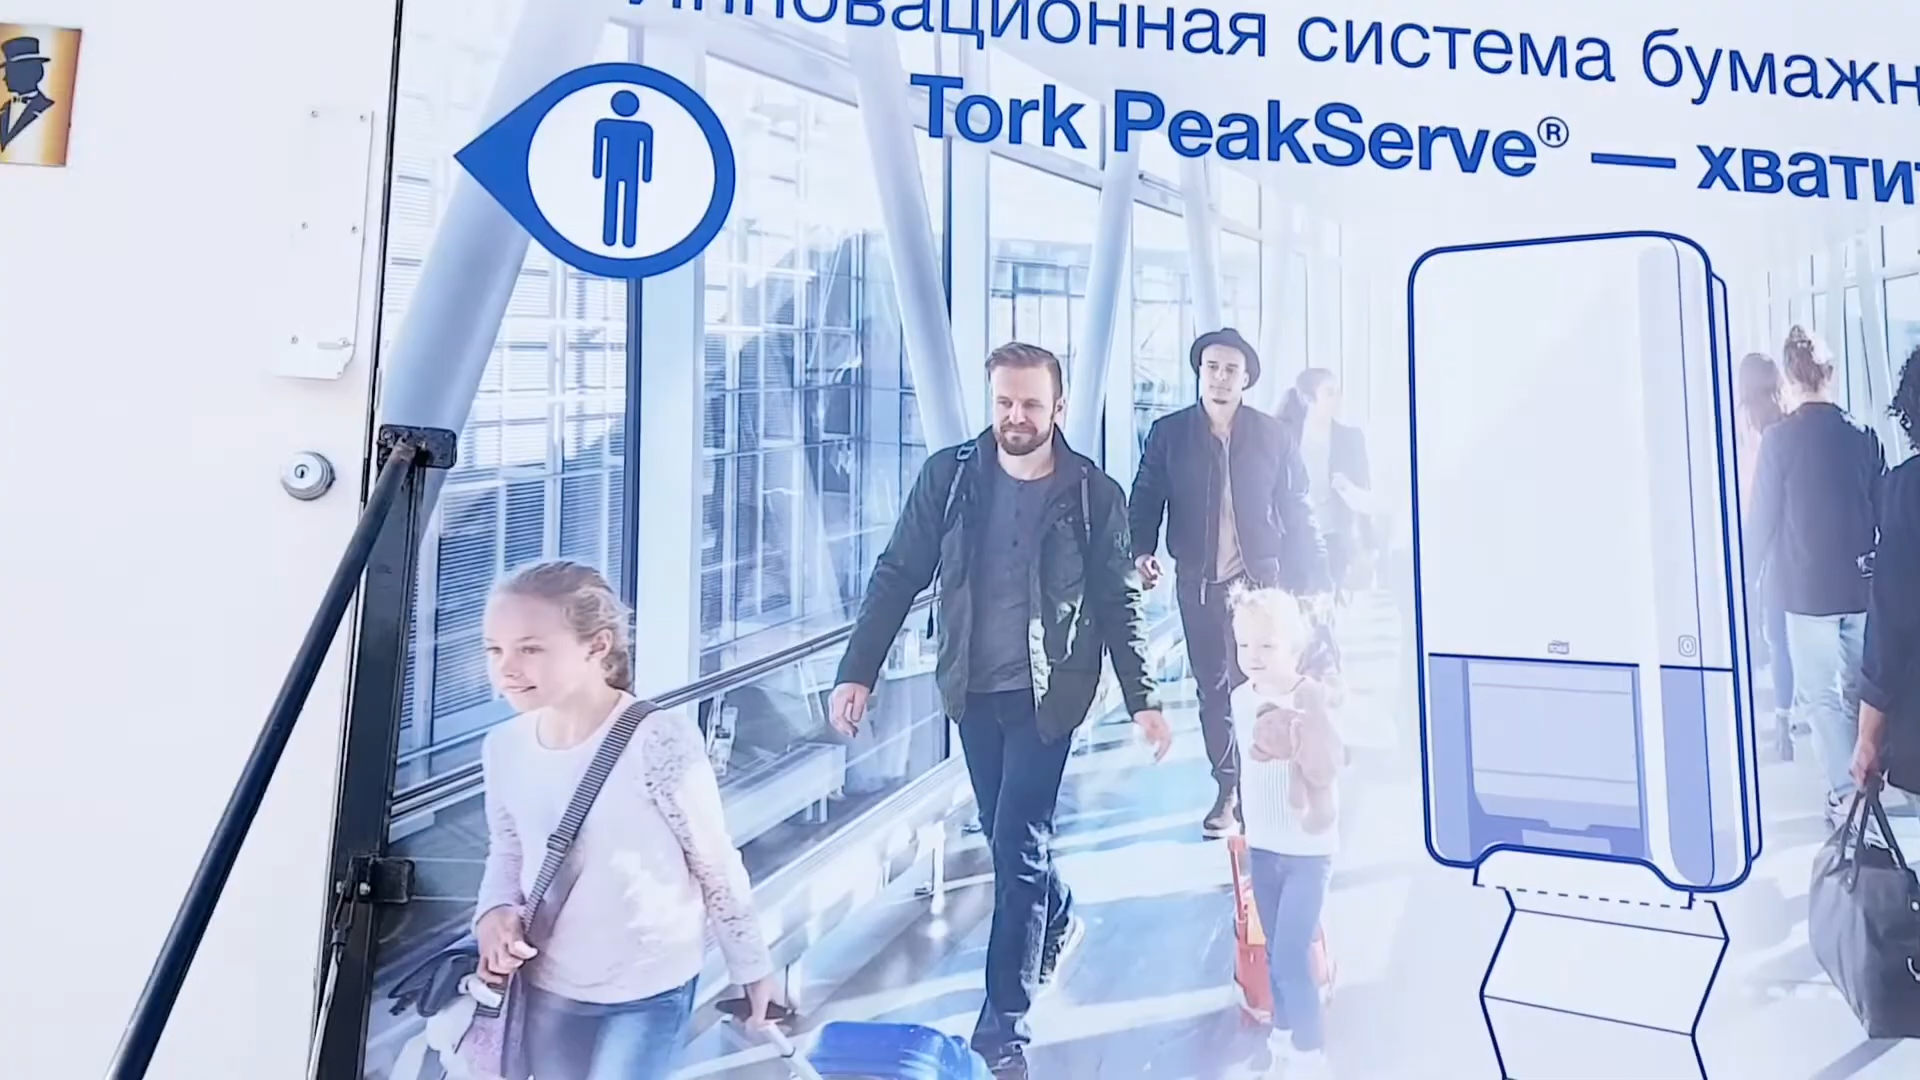 Инновационная система бумажн
Tork PeakServe® — хватит